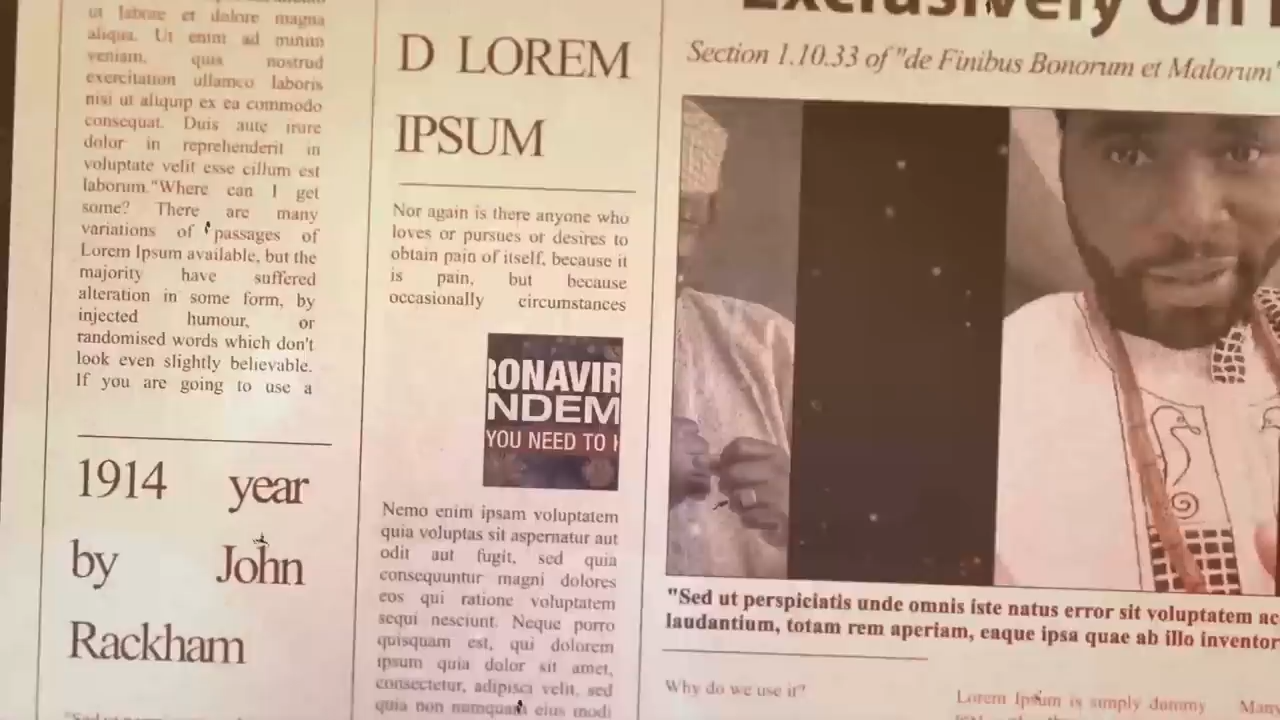 ut labore et dolore magna
aliqua. Ut enim ad minim
veniam, quis nostrud
exercitation ullamco laboris
nisi ut aliquip ex ea commodo
consequat. Duis aute irure
dolor in reprehenderit in
voluptate velit esse cillum est
laborum."Where can I get
some? There are many
variations of passages of
Lorem Ipsum available, but the
majority have suffered
alteration in some form, by
injected humour, or
randomised words which don't
look even slightly believable.
If you are going to use a
1914 year
by John
Rackham
D LOREM
IPSUM
Nor again is there anyone who
loves or pursues or desires to
obtain pain of itself, because it
is pain, but because
occasionally circumstances
RONAVIR
NDEM
YOU NEED TO
Nemo enim ipsam voluptatem
quia voluptas sit aspernatur aut
odit aut fugit, sed quia
consequuntur magni dolores
eos qui ratione voluptatem
sequi nesciunt. Neque porro
quisquam est, qui dolorem
ipsum quia dolor sit amet,
consectetur, adipisci velit, sed
quia non numquam eius modi
Exclusively On
Section 1.10.33 of "de Finibus Bonorum et Malorum"
"Sed ut perspiciatis unde omnis iste natus error sit voluptatem ac
laudantium, totam rem aperiam, eaque ipsa quae ab illo inventor
Why do we use it?
Lorem Ipsum is simply dummy
Many